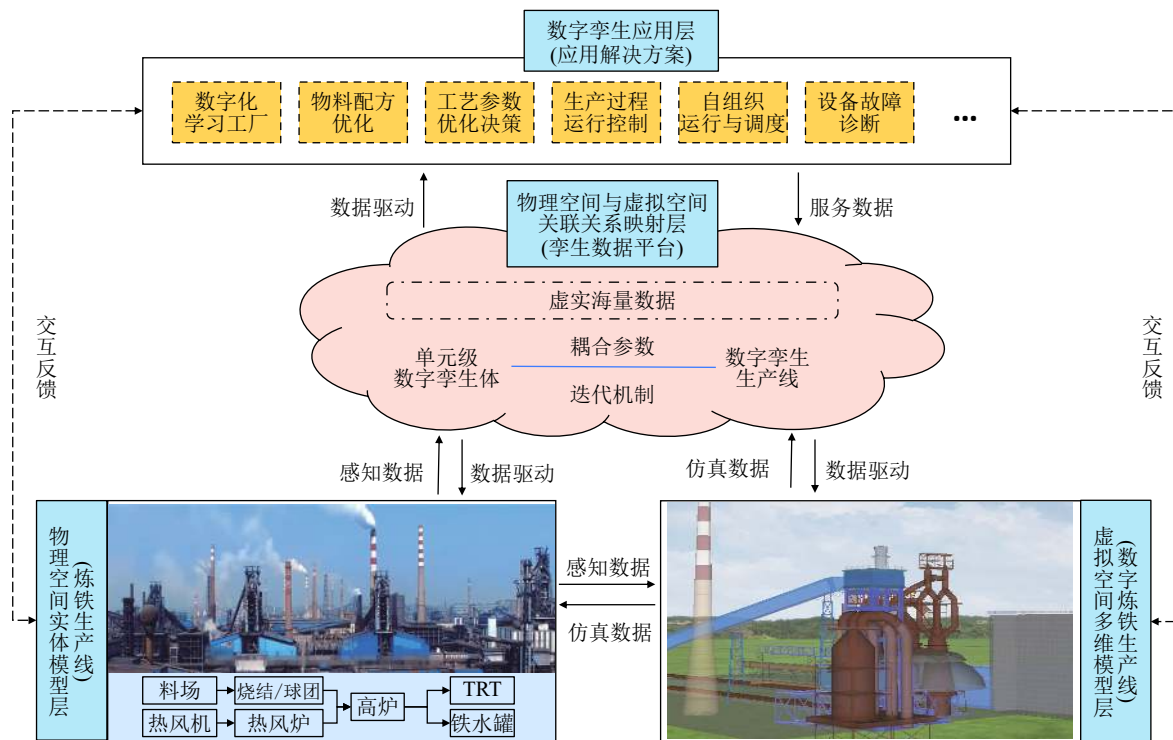 数字孪生应用层
(应用解决方案)
数字化
学习工厂
物料配方
优化
工艺参数
优化决策
生产过程
运行控制
自组织
运行与调度
设备故障
诊断
...
数据驱动
物理空间与虚拟空间
关联关系映射层
(孪生数据平台)
服务数据
虚实海量数据
单元级
数字孪生体
耦合参数
迭代机制
数字孪生
生产线
交互反馈
交互反馈
感知数据
数据驱动
仿真数据
数据驱动
物理空间实体模型层
(炼铁生产线)
感知数据
仿真数据
虚拟空间多维模型层
(数字炼铁生产线)
料场
烧结/球团
高炉
TRT
热风机
热风炉
铁水罐